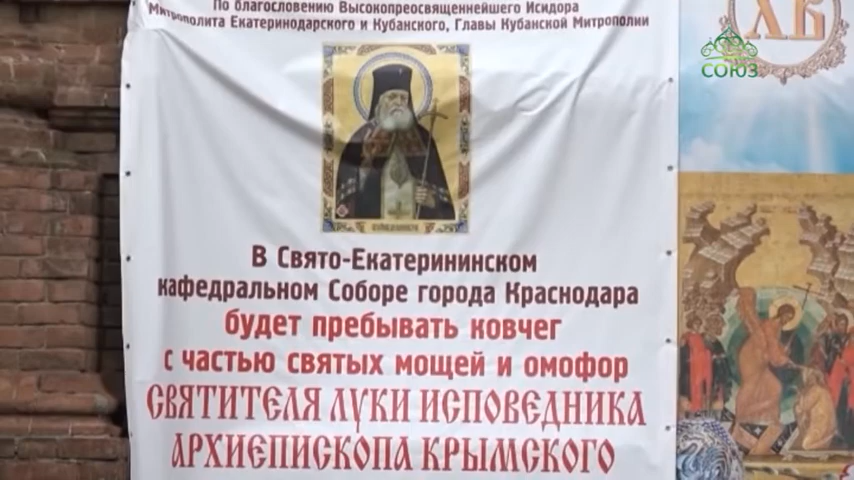 По благословению Высокопреосвященнейшего Исидора
Митрополита Екатеринодарского и Кубанского, Главы Кубанской Митрополии
В Свято-Екатерининском
кафедральном Соборе города Краснодара
будет пребывать ковчег
с частью святых мощей и омофор
СВЯТИТЕЛЯ ЛУКИ ИСПОВЕДНИКА
АРХИЕПИСКОПА КРЫМСКОГО
ХВ
СОЮЗ